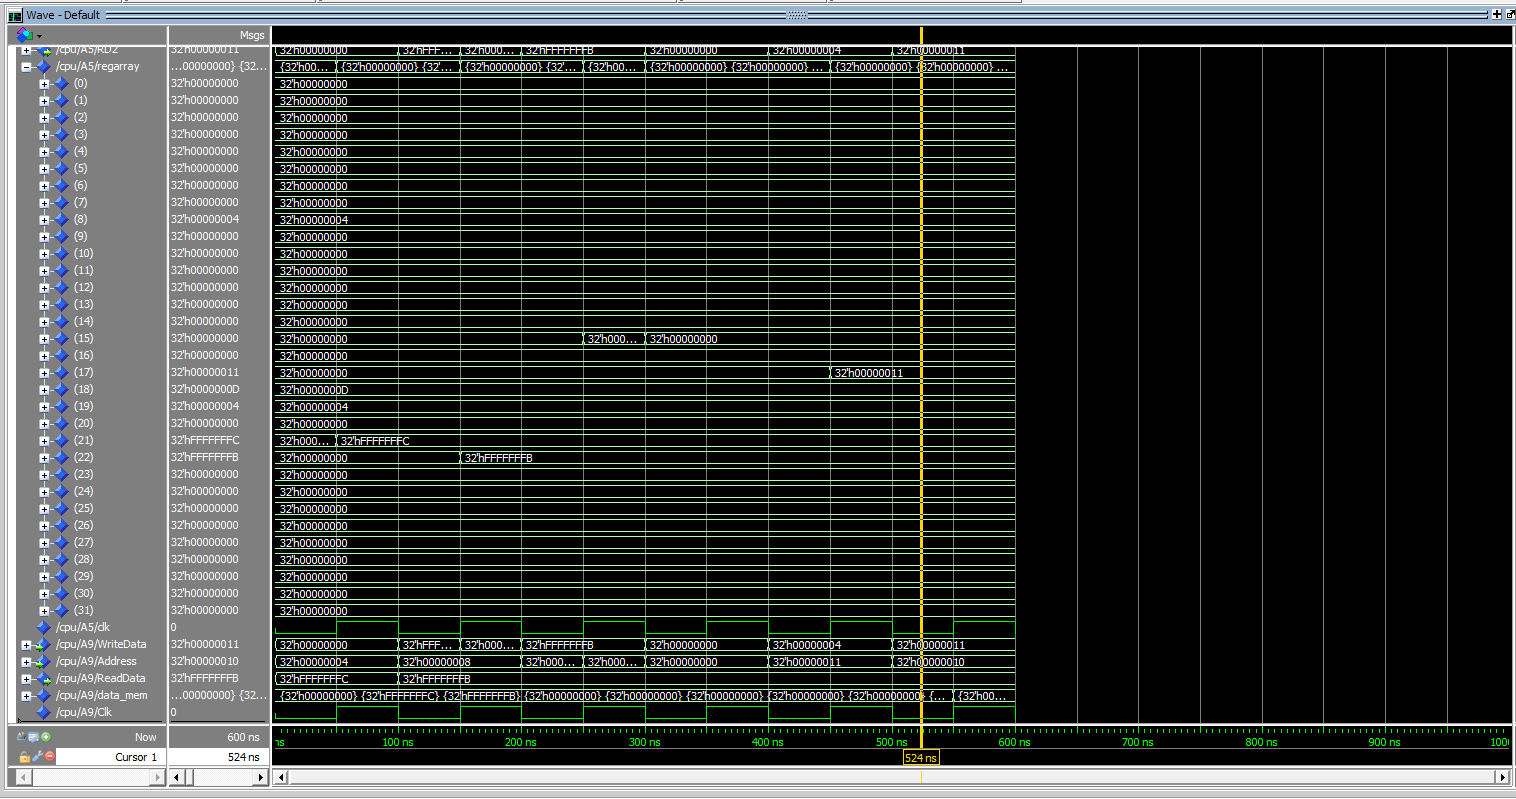 Wave - Default
Msgs
/cpu/A5/RD2 32'h00000011 32'h00000000 32'hFFF... 32'h000... 32'hFFFFFFFB 32'h00000000 32'h00000004 32'h00000011
/cpu/A5/regarray ...00000000} {32... {32'h00... {32'h00000000} {32'... {32'h00000000} {32'... {32'h00... {32'h00000000} {32'h00000000} ... {32'h00000000} {32'h00000000} ...
(0) 32'h00000000 32'h00000000
(1) 32'h00000000 32'h00000000
(2) 32'h00000000 32'h00000000
(3) 32'h00000000 32'h00000000
(4) 32'h00000000 32'h00000000
(5) 32'h00000000 32'h00000000
(6) 32'h00000000 32'h00000000
(7) 32'h00000000 32'h00000000
(8) 32'h00000004 32'h00000004
(9) 32'h00000000 32'h00000000
(10) 32'h00000000 32'h00000000
(11) 32'h00000000 32'h00000000
(12) 32'h00000000 32'h00000000
(13) 32'h00000000 32'h00000000
(14) 32'h00000000 32'h00000000
(15) 32'h00000000 32'h00000000 32'h000... 32'h00000000
(16) 32'h00000000 32'h00000000
(17) 32'h00000011 32'h00000000 32'h00000011
(18) 32'h0000000D 32'h0000000D
(19) 32'h00000004 32'h00000004
(20) 32'h00000000 32'h00000000
(21) 32'hFFFFFFFC 32'h000... 32'hFFFFFFFC
(22) 32'hFFFFFFFB 32'h00000000 32'hFFFFFFFB
(23) 32'h00000000 32'h00000000
(24) 32'h00000000 32'h00000000
(25) 32'h00000000 32'h00000000
(26) 32'h00000000 32'h00000000
(27) 32'h00000000 32'h00000000
(28) 32'h00000000 32'h00000000
(29) 32'h00000000 32'h00000000
(30) 32'h00000000 32'h00000000
(31) 32'h00000000 32'h00000000
/cpu/A5/clk 0
/cpu/A9/WriteData 32'h00000011 32'h00000000 32'hFFF... 32'h000... 32'hFFFFFFFB 32'h00000000 32'h00000004 32'h00000011
/cpu/A9/Address 32'h00000010 32'h00000004 32'h00000008 32'h000... 32'h000... 32'h00000000 32'h00000011 32'h00000010
/cpu/A9/ReadData 32'hFFFFFFFB 32'hFFFFFFFC 32'hFFFFFFFB
/cpu/A9/data_mem ...00000000} {32... {32'h00000000} {32'hFFFFFFFC} {32'hFFFFFFFB} {32'h00000000} {32'h00000000} {32'h00000000} {32'h00000000} {32'h00000000} {... {32'h00...
/cpu/A9/Clk 0
Now 600 ns ns 100 ns 200 ns 300 ns 400 ns 500 ns 600 ns 700 ns 800 ns 900 ns 100
Cursor 1 524 ns 524 ns